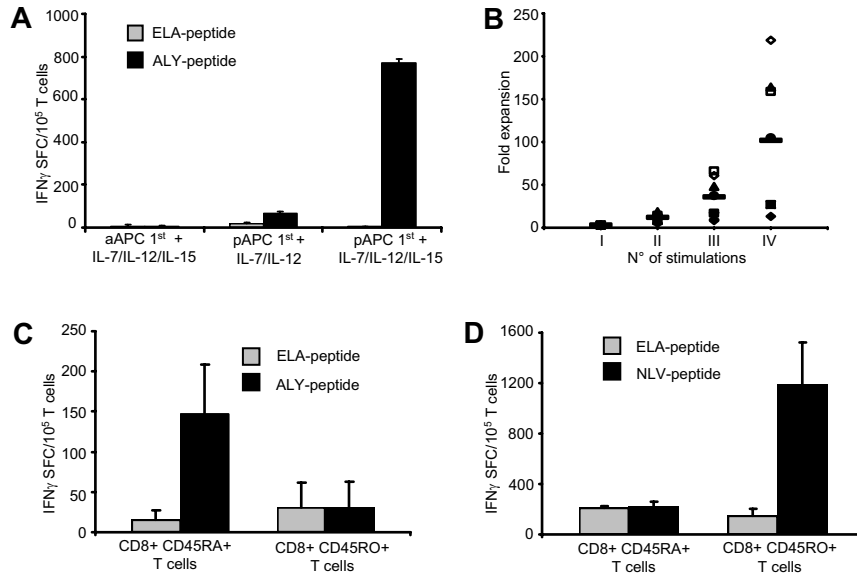 A
IFNγ SFC/10⁵ T cells
1000
800
600
400
200
0
ELA-peptide
ALY-peptide
aAPC 1st + IL-7/IL-12/IL-15
pAPC 1st + IL-7/IL-12
pAPC 1st + IL-7/IL-12/IL-15
B
Fold expansion
250
200
150
100
50
0
I
II
III
IV
N° of stimulations
C
IFNγ SFC/10⁵ T cells
250
200
150
100
50
0
ELA-peptide
ALY-peptide
CD8+ CD45RA+
T cells
CD8+ CD45RO+
T cells
D
IFNγ SFC/10⁵ T cells
1600
1200
800
400
0
ELA-peptide
NLV-peptide
CD8+ CD45RA+
T cells
CD8+ CD45RO+
T cells